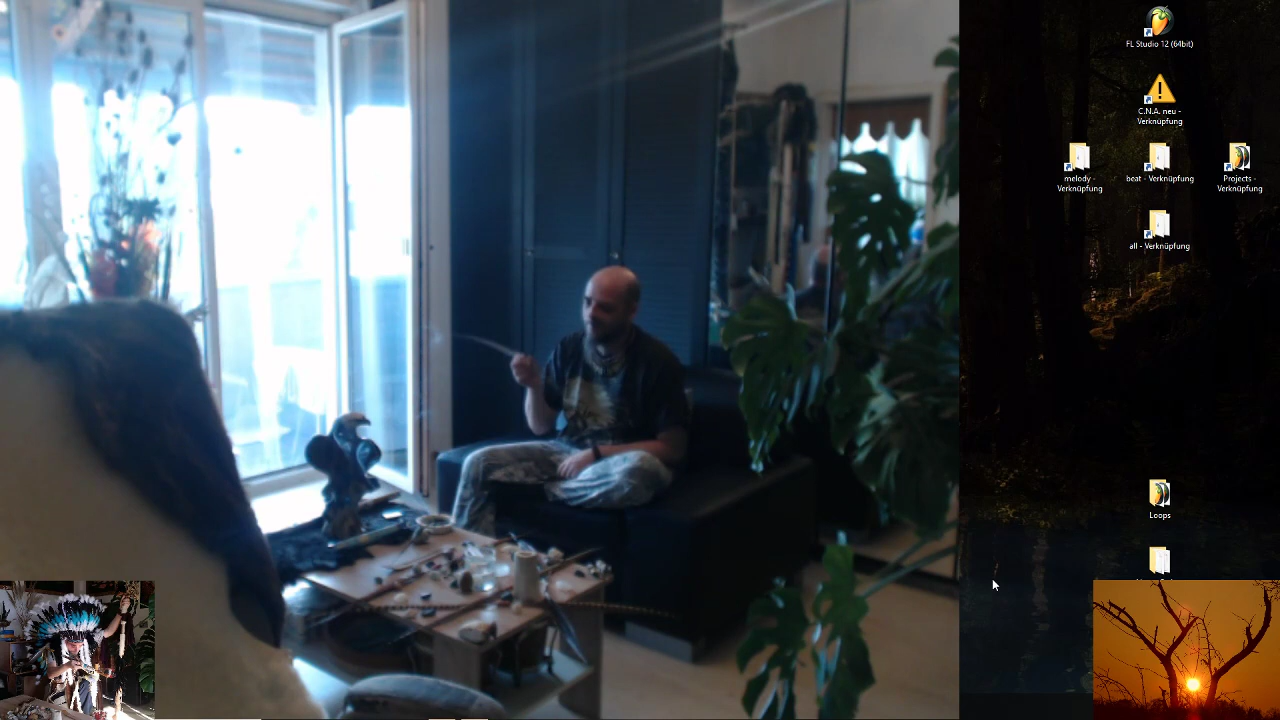 FL Studio 12 (64bit)
C.N.A. neu -
Verknüpfung
melody -
Verknüpfung
beat - Verknüpfung
Projects -
Verknüpfung
all - Verknüpfung
Loops